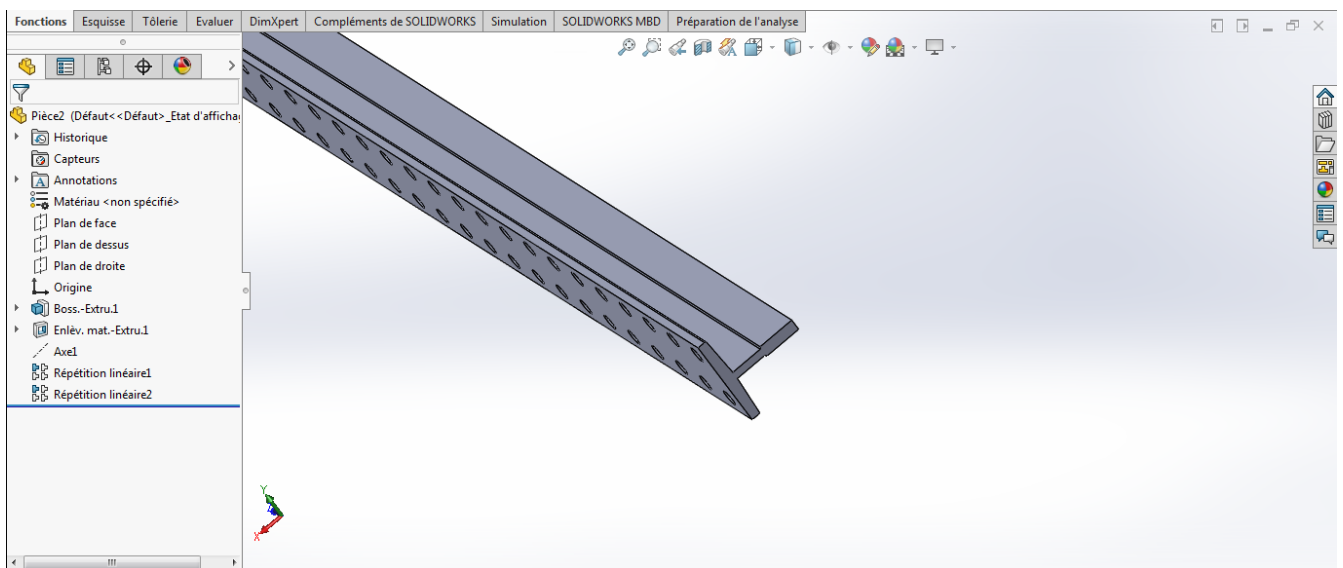 Fonctions Esquisse Tôlerie Evaluer DimXpert Compléments de SOLIDWORKS Simulation SOLIDWORKS MBD Préparation de l'analyse
Pièce2 (Défaut<<Défaut>_Etat d'affichag
Historique
Capteurs
Annotations
Matériau <non spécifié>
Plan de face
Plan de dessus
Plan de droite
Origine
Boss.-Extru.1
Enlèv. mat.-Extru.1
Axe1
Répétition linéaire1
Répétition linéaire2
Y
X